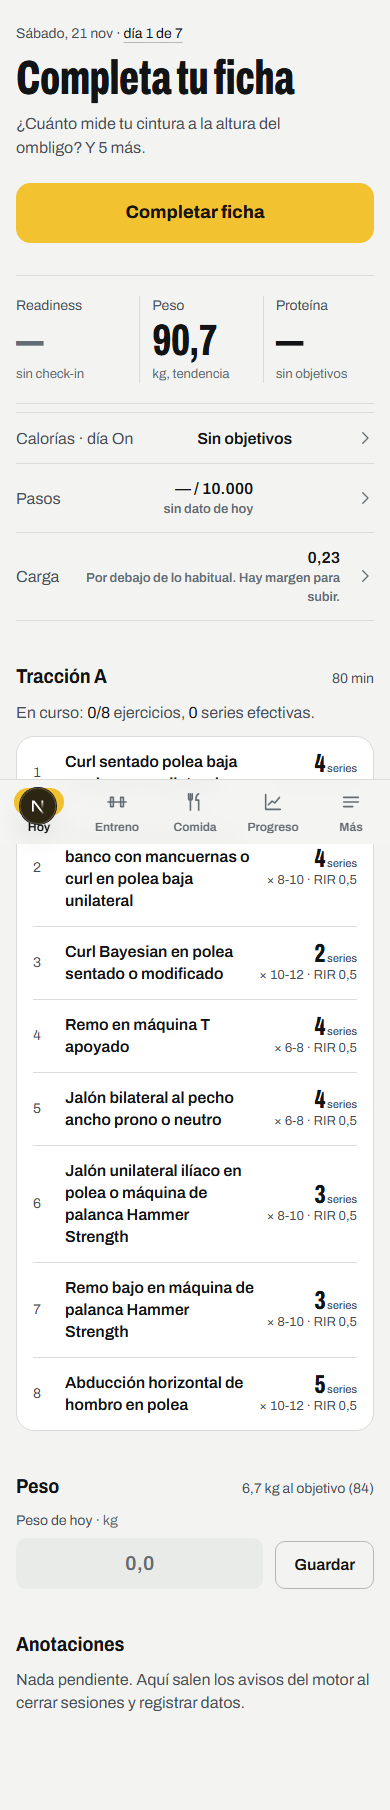 Sábado, 21 nov · día 1 de 7
Completa tu ficha
¿Cuánto mide tu cintura a la altura del
ombligo? Y 5 más.
Completar ficha
Readiness
—
sin check-in
Peso
90,7
kg, tendencia
Proteína
—
sin objetivos
Calorías · día On
Sin objetivos
Pasos
— / 10.000
sin dato de hoy
Carga
0,23
Por debajo de lo habitual. Hay margen para
subir.
Tracción A
80 min
En curso: 0/8 ejercicios, 0 series efectivas.
1
Curl sentado polea baja
4 series
N
Hoy
Entreno
Comida
Progreso
Más
2
banco con mancuernas o
curl en polea baja
unilateral
4 series
× 8-10 · RIR 0,5
3
Curl Bayesian en polea
sentado o modificado
2 series
× 10-12 · RIR 0,5
4
Remo en máquina T
apoyado
4 series
× 6-8 · RIR 0,5
5
Jalón bilateral al pecho
ancho prono o neutro
4 series
× 6-8 · RIR 0,5
6
Jalón unilateral ilíaco en
polea o máquina de
palanca Hammer
Strength
3 series
× 8-10 · RIR 0,5
7
Remo bajo en máquina de
palanca Hammer
Strength
3 series
× 8-10 · RIR 0,5
8
Abducción horizontal de
hombro en polea
5 series
× 10-12 · RIR 0,5
Peso
6,7 kg al objetivo (84)
Peso de hoy · kg
0,0
Guardar
Anotaciones
Nada pendiente. Aquí salen los avisos del motor al
cerrar sesiones y registrar datos.